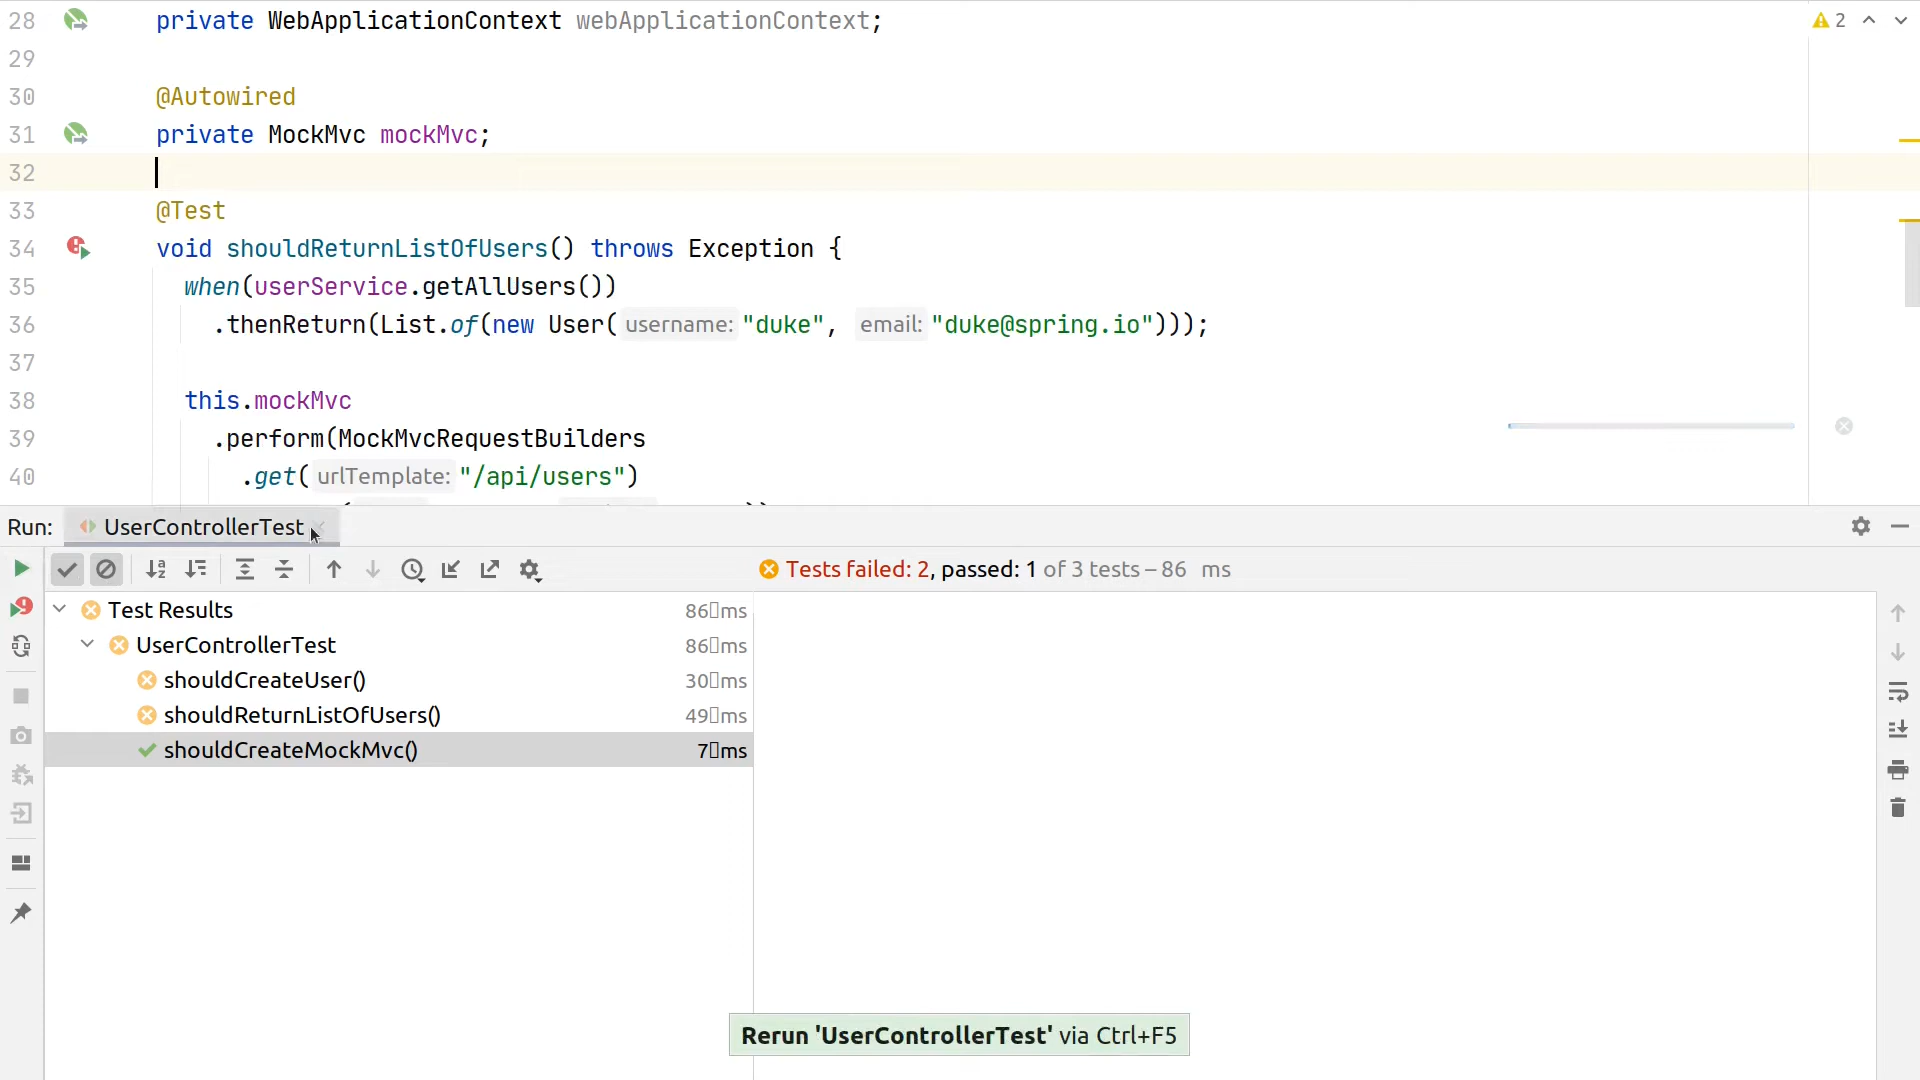 28 private WebApplicationContext webApplicationContext; 2
29
30 @Autowired
31 private MockMvc mockMvc;
32
33 @Test
34 void shouldReturnListOfUsers() throws Exception {
35 when(userService.getAllUsers())
36 .thenReturn(List.of(new User( username: "duke", email: "duke@spring.io")));
37
38 this.mockMvc
39 .perform(MockMvcRequestBuilders
40 .get( urlTemplate: "/api/users")
Run: UserControllerTest
Tests failed: 2, passed: 1 of 3 tests – 86 ms
Test Results 86 ms
UserControllerTest 86 ms
shouldCreateUser() 30 ms
shouldReturnListOfUsers() 49 ms
shouldCreateMockMvc() 7 ms
Rerun 'UserControllerTest' via Ctrl+F5